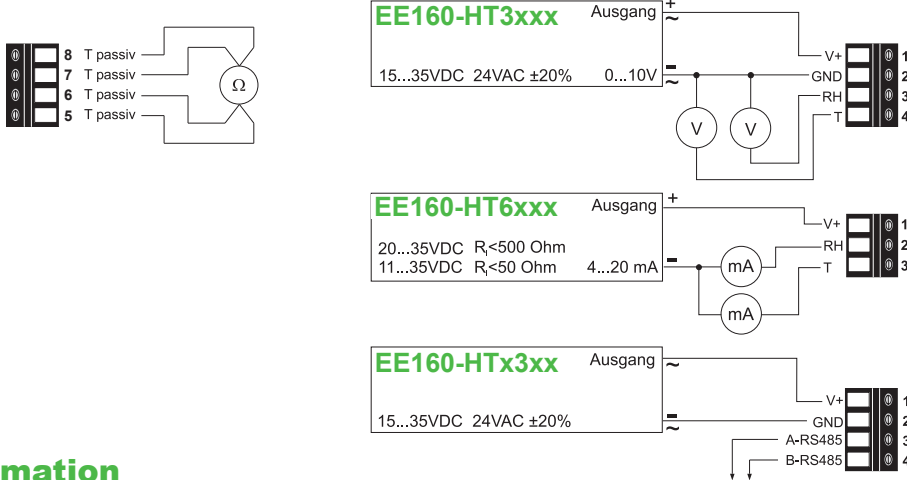 8 T passiv
7 T passiv
6 T passiv
5 T passiv
Ω
EE160-HT3xxx
Ausgang
+
~
15...35VDC 24VAC ±20%
0...10V
-
~
V
V
V+ 1
GND 2
RH 3
T 4
EE160-HT6xxx
Ausgang
+
20...35VDC RI<500 Ohm
11...35VDC RI<50 Ohm
4...20 mA
-
mA
mA
V+ 1
RH 2
T 3
EE160-HTx3xx
Ausgang
~
15...35VDC 24VAC ±20%
-
~
V+ 1
GND 2
A-RS485 3
B-RS485 4
mation